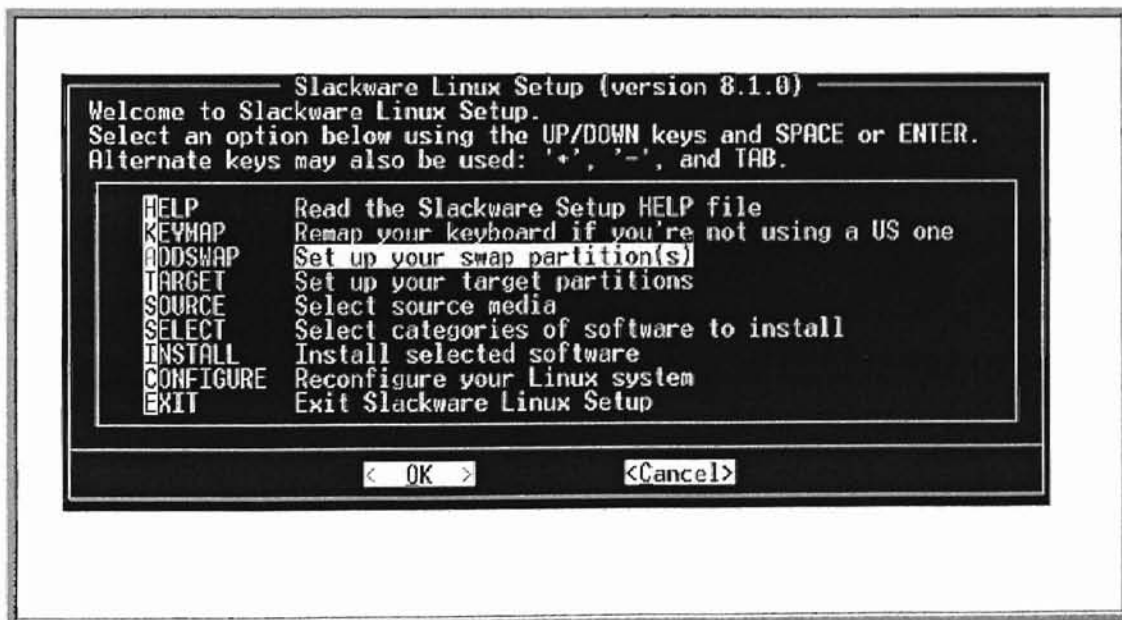 Slackware Linux Setup (version 8.1.0)
Welcome to Slackware Linux Setup.
Select an option below using the UP/DOWN keys and SPACE or ENTER.
Alternate keys may also be used: '+', '-', and TAB.
HELP Read the Slackware Setup HELP file
KEYMAP Remap your keyboard if you're not using a US one
ADDSWAP Set up your swap partition(s)
TARGET Set up your target partitions
SOURCE Select source media
SELECT Select categories of software to install
INSTALL Install selected software
CONFIGURE Reconfigure your Linux system
EXIT Exit Slackware Linux Setup
< OK > <Cancel>